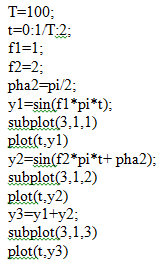 T=100;
t=0:1/T:2;
f1=1;
f2=2;
pha2=pi/2;
y1=sin(f1*pi*t);
subplot(3,1,1)
plot(t,y1)
y2=sin(f2*pi*t+ pha2);
subplot(3,1,2)
plot(t,y2)
y3=y1+y2;
subplot(3,1,3)
plot(t,y3)